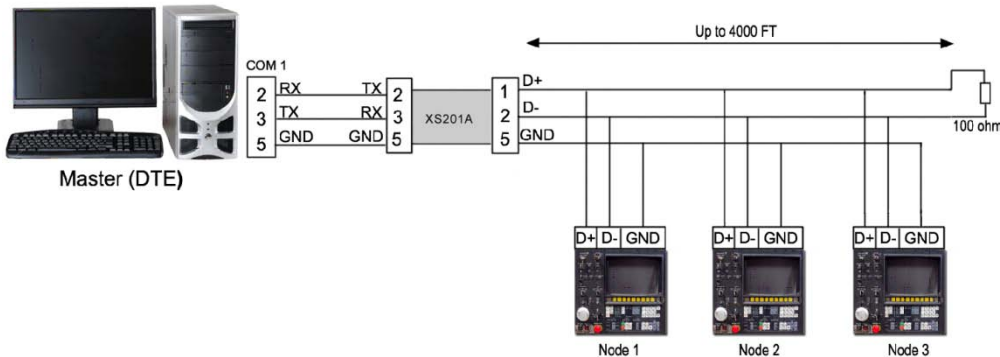 Up to 4000 FT
COM 1
2 RX TX 2
3 TX RX 3
5 GND GND 5
XS201A
1 D+
2 D-
5 GND
100 ohm
Master (DTE)
D+ D- GND
D+ D- GND
D+ D- GND
Node 1
Node 2
Node 3